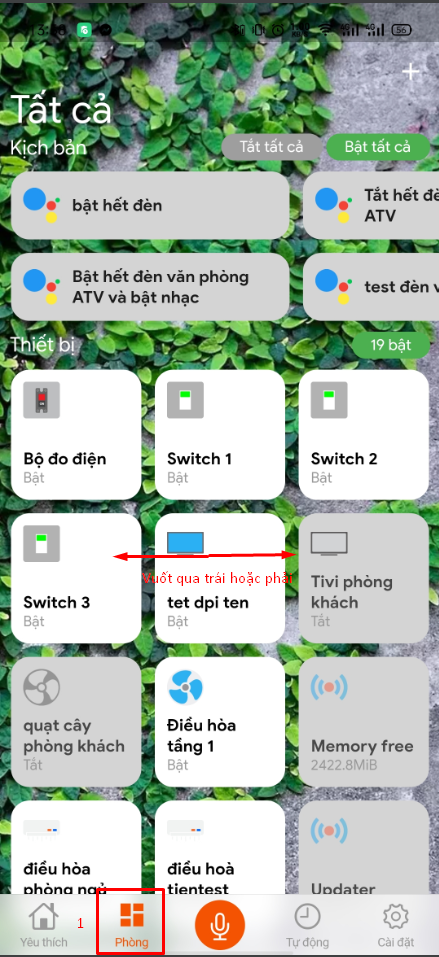 56
Tất cả
Kịch bản
Tắt tất cả
Bật tất cả
bật hết đèn
Tắt hết đè
ATV
Bật hết đèn văn phòng
ATV và bật nhạc
test đèn v
Thiết bị
19 bật
Bộ đo điện
Bật
Switch 1
Bật
Switch 2
Bật
Switch 3
Bật
vuốt qua trái hoặc phải
tet dpi ten
Bật
Tivi phòng
khách
Tắt
quạt cây
phòng khách
Tắt
Điều hòa
tầng 1
Bật
Memory free
2422.8MiB
điều hòa
phòng ngủ
điều hoà
tientest
Updater
Yêu thích
1
Phòng
Tự động
Cài đặt